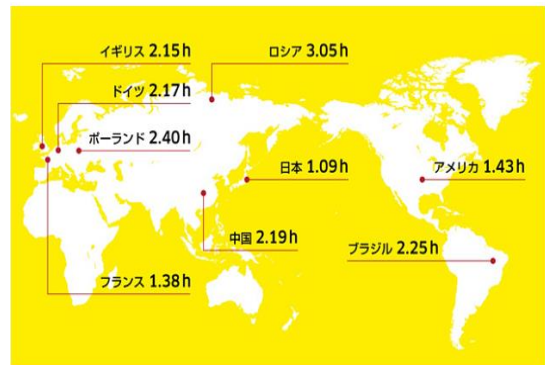 イギリス 2.15h
ロシア 3.05h
ドイツ 2.17h
ポーランド 2.40h
日本 1.09h
アメリカ 1.43h
中国 2.19h
ブラジル 2.25h
フランス 1.38h